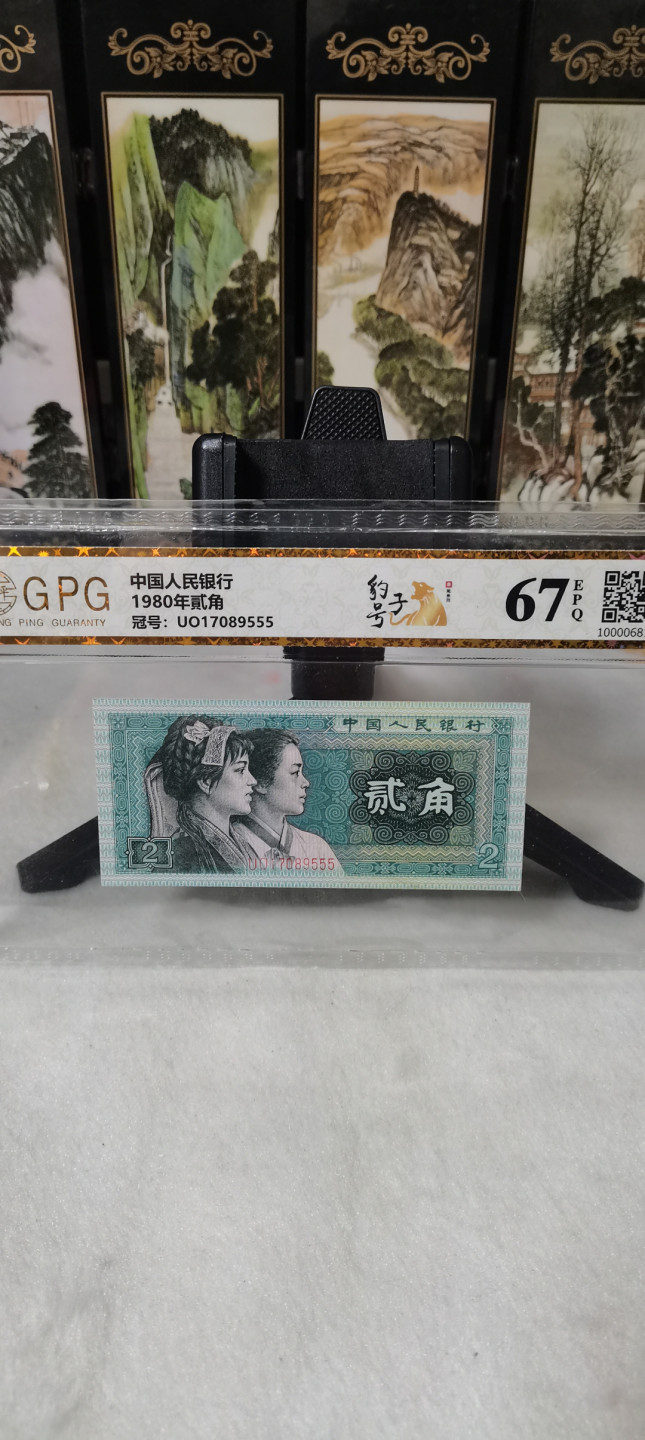 GPG
NG PING GUARANTY
中国人民银行
1980年贰角
冠号：UO17089555
豹子号
67
EPQ
1000068
中国人民银行
贰角
2
UO17089555
2